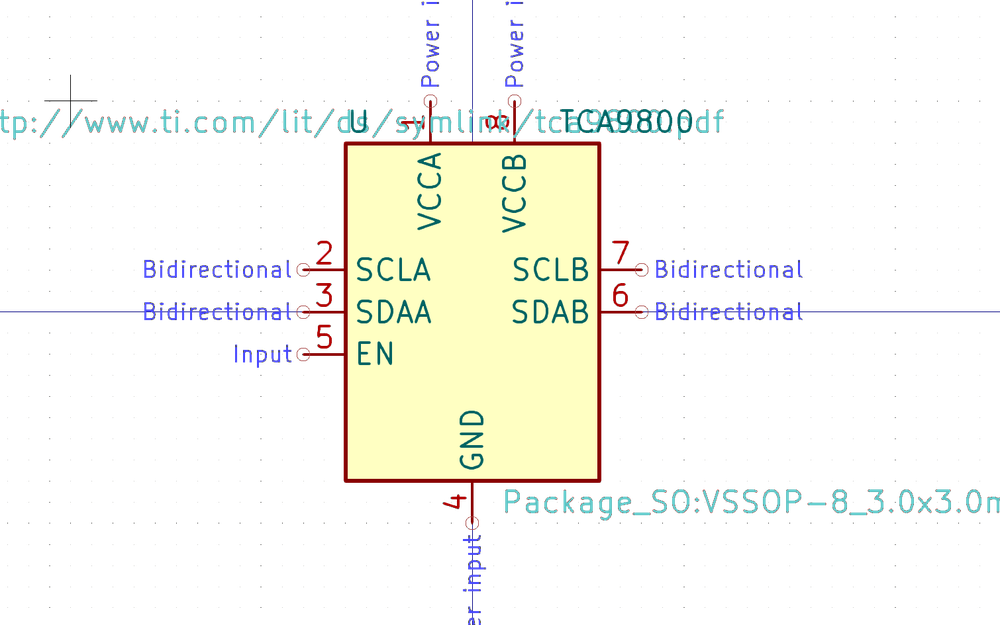 Power i
Power i
tp://www.ti.com/lit/ds/symlink/tca9800.pdf
U
1
8
TCA9800
VCCA
VCCB
Bidirectional
2
SCLA
SCLB
7
Bidirectional
Bidirectional
3
SDAA
SDAB
6
Bidirectional
Input
5
EN
GND
4
Package_SO:VSSOP-8_3.0x3.0m
er input